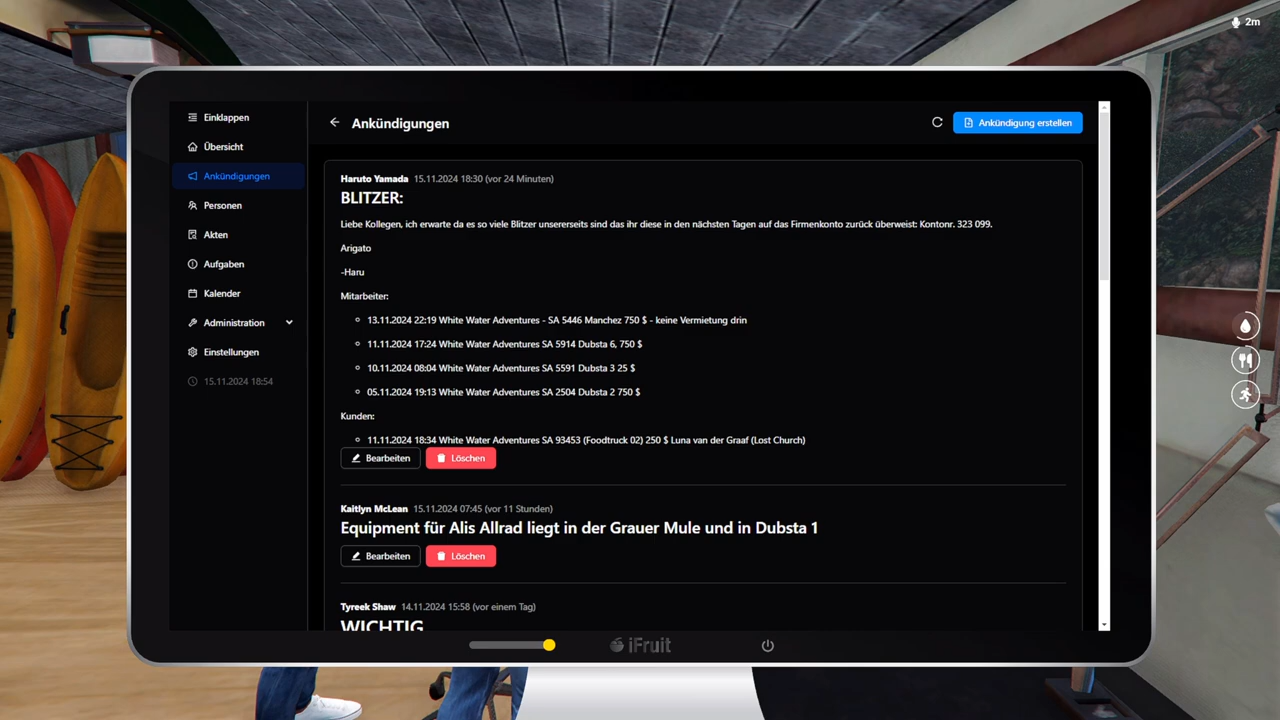 2m
Einklappen
Übersicht
Ankündigungen
Personen
Akten
Aufgaben
Kalender
Administration
Einstellungen
15.11.2024 18:54
Ankündigungen
Ankündigung erstellen
Haruto Yamada 15.11.2024 18:30 (vor 24 Minuten)
BLITZER:
Liebe Kollegen, ich erwarte da es so viele Blitzer unsererseits sind das ihr diese in den nächsten Tagen auf das Firmenkonto zurück überweist: Kontonr. 323 099.
Arigato
-Haru
Mitarbeiter:
13.11.2024 22:19 White Water Adventures - SA 5446 Manchez 750 $ - keine Vermietung drin
11.11.2024 17:24 White Water Adventures SA 5914 Dubsta 6, 750 $
10.11.2024 08:04 White Water Adventures SA 5591 Dubsta 3 25 $
05.11.2024 19:13 White Water Adventures SA 2504 Dubsta 2 750 $
Kunden:
11.11.2024 18:34 White Water Adventures SA 93453 (Foodtruck 02) 250 $ Luna van der Graaf (Lost Church)
Bearbeiten Löschen
Kaitlyn McLean 15.11.2024 07:45 (vor 11 Stunden)
Equipment für Alis Allrad liegt in der Grauer Mule und in Dubsta 1
Bearbeiten Löschen
Tyreek Shaw 14.11.2024 15:58 (vor einem Tag)
WICHTIG
iFruit